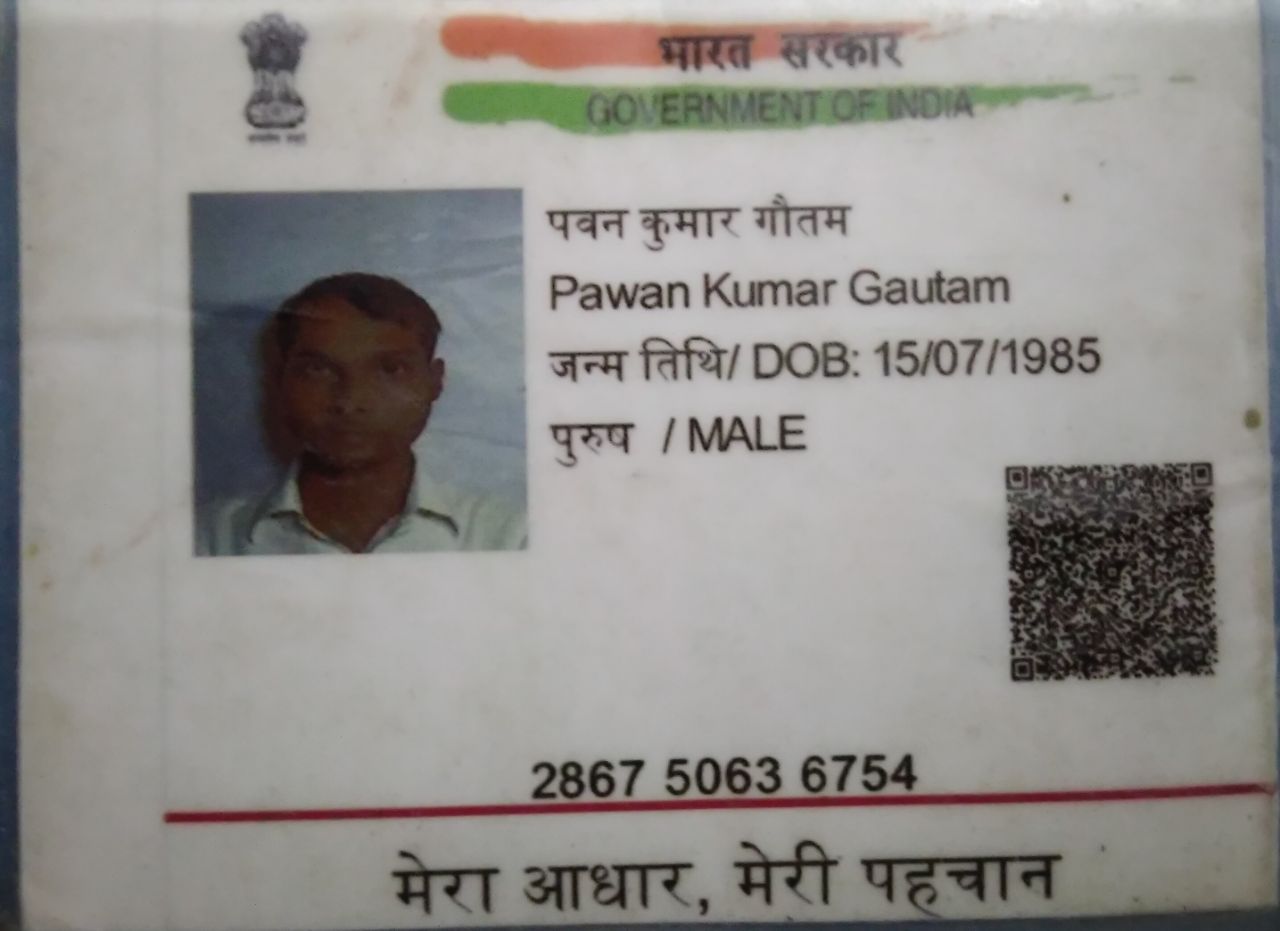 भारत सरकार
GOVERNMENT OF INDIA
पवन कुमार गौतम
Pawan Kumar Gautam
जन्म तिथि/ DOB: 15/07/1985
पुरुष / MALE
2867 5063 6754
मेरा आधार, मेरी पहचान